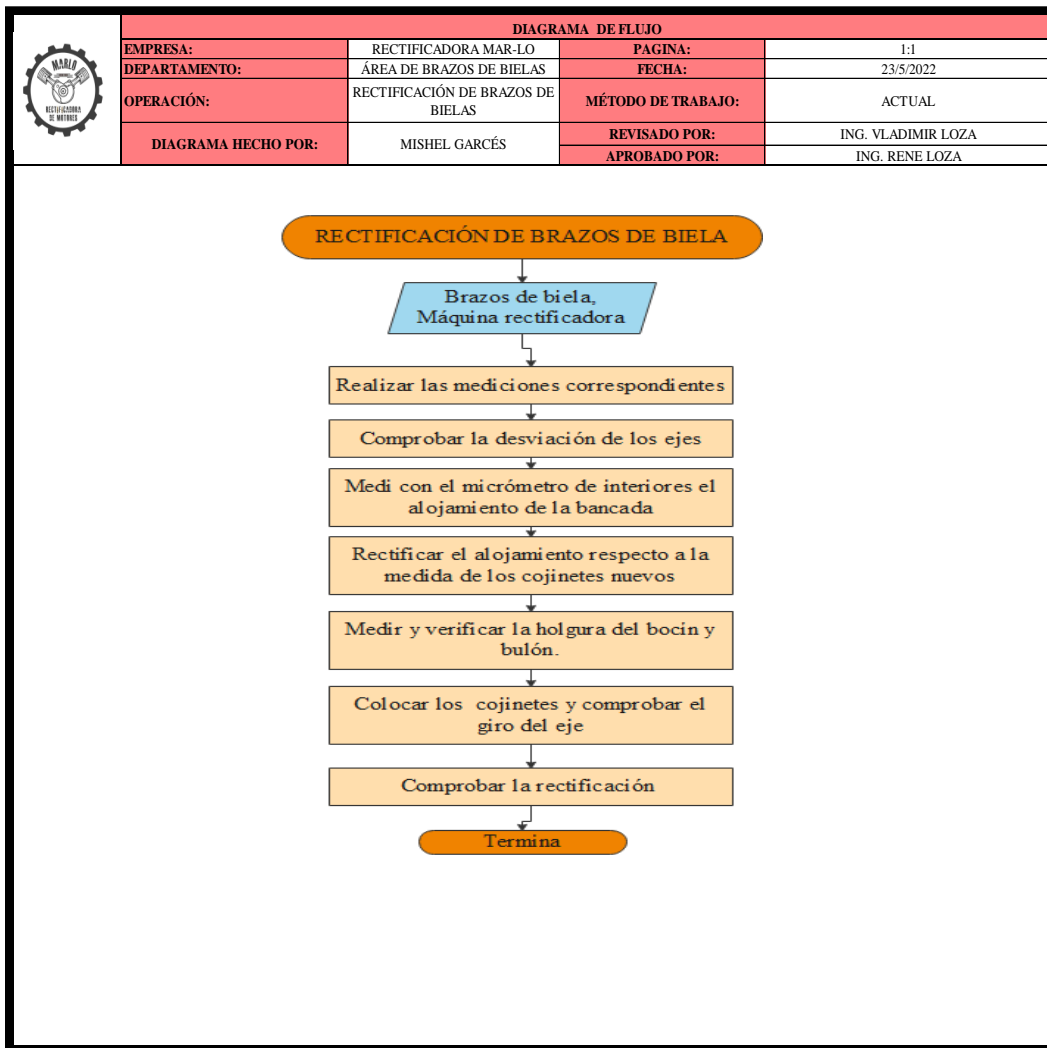 DIAGRAMA DE FLUJO
MARLO
RECTIFICADORA
DE MOTORES
EMPRESA: RECTIFICADORA MAR-LO PAGINA: 1:1
DEPARTAMENTO: ÁREA DE BRAZOS DE BIELAS FECHA: 23/5/2022
OPERACIÓN: RECTIFICACIÓN DE BRAZOS DE
BIELAS MÉTODO DE TRABAJO: ACTUAL
DIAGRAMA HECHO POR: MISHEL GARCÉS REVISADO POR: ING. VLADIMIR LOZA
APROBADO POR: ING. RENE LOZA
RECTIFICACIÓN DE BRAZOS DE BIELA
Brazos de biela,
Máquina rectificadora
Realizar las mediciones correspondientes
Comprobar la desviación de los ejes
Medi con el micrómetro de interiores el
alojamiento de la bancada
Rectificar el alojamiento respecto a la
medida de los cojinetes nuevos
Medir y verificar la holgura del bocin y
bulón.
Colocar los cojinetes y comprobar el
giro del eje
Comprobar la rectificación
Termina